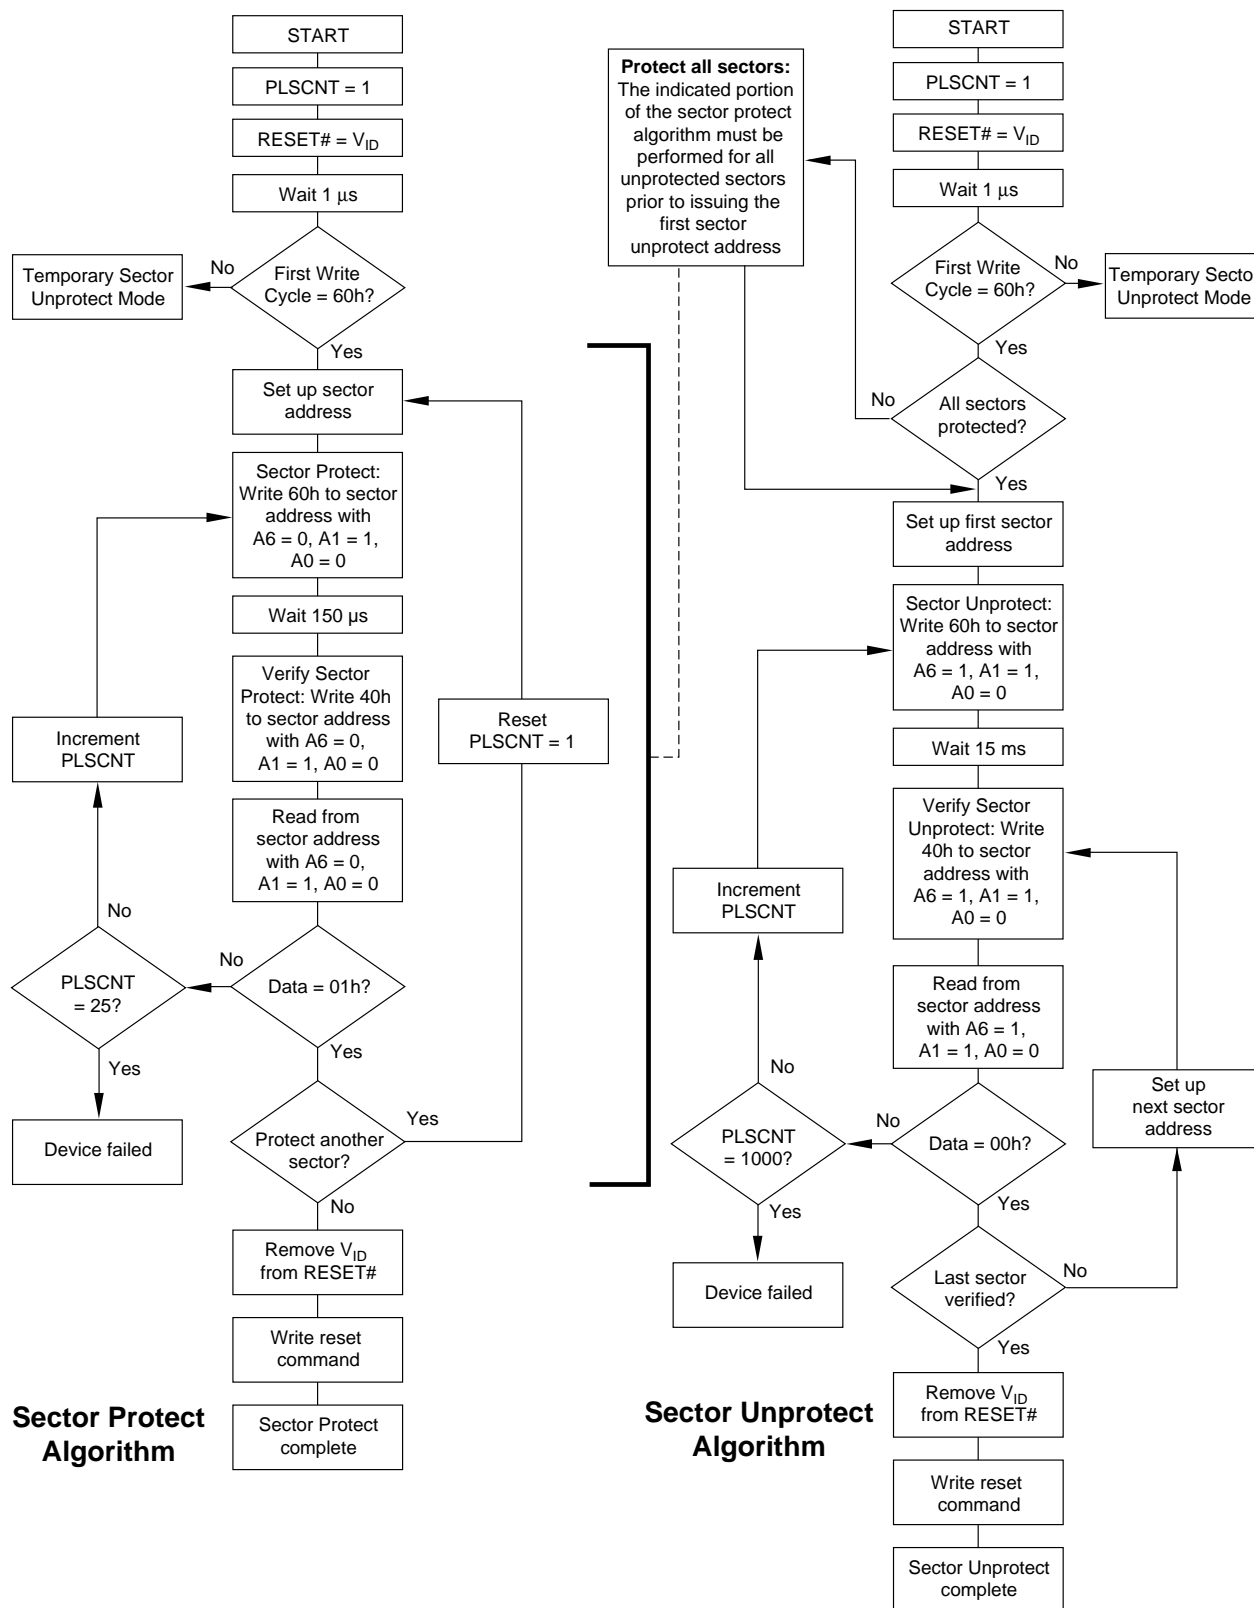 START
PLSCNT = 1
RESET# = VID
Wait 1 μs
First Write
Cycle = 60h?
No
Temporary Sector
Unprotect Mode
Yes
Set up sector
address
Sector Protect:
Write 60h to sector
address with
A6 = 0, A1 = 1,
A0 = 0
Wait 150 µs
Verify Sector
Protect: Write 40h
to sector address
with A6 = 0,
A1 = 1, A0 = 0
Reset
PLSCNT = 1
Increment
PLSCNT
Read from
sector address
with A6 = 0,
A1 = 1, A0 = 0
No
PLSCNT
= 25?
No
Data = 01h?
Yes
Yes
Device failed
Protect another
sector?
Yes
No
Remove VID
from RESET#
Write reset
command
Sector Protect
complete
Sector Protect
Algorithm
Protect all sectors:
The indicated portion
of the sector protect
algorithm must be
performed for all
unprotected sectors
prior to issuing the
first sector
unprotect address
START
PLSCNT = 1
RESET# = VID
Wait 1 μs
First Write
Cycle = 60h?
No
Temporary Sector
Unprotect Mode
Yes
No
All sectors
protected?
Yes
Set up first sector
address
Sector Unprotect:
Write 60h to sector
address with
A6 = 1, A1 = 1,
A0 = 0
Wait 15 ms
Verify Sector
Unprotect: Write
40h to sector
address with
A6 = 1, A1 = 1,
A0 = 0
Increment
PLSCNT
Read from
sector address
with A6 = 1,
A1 = 1, A0 = 0
No
Set up
next sector
address
PLSCNT
= 1000?
No
Data = 00h?
Yes
Yes
Device failed
Last sector
verified?
No
Yes
Remove VID
from RESET#
Write reset
command
Sector Unprotect
complete
Sector Unprotect
Algorithm